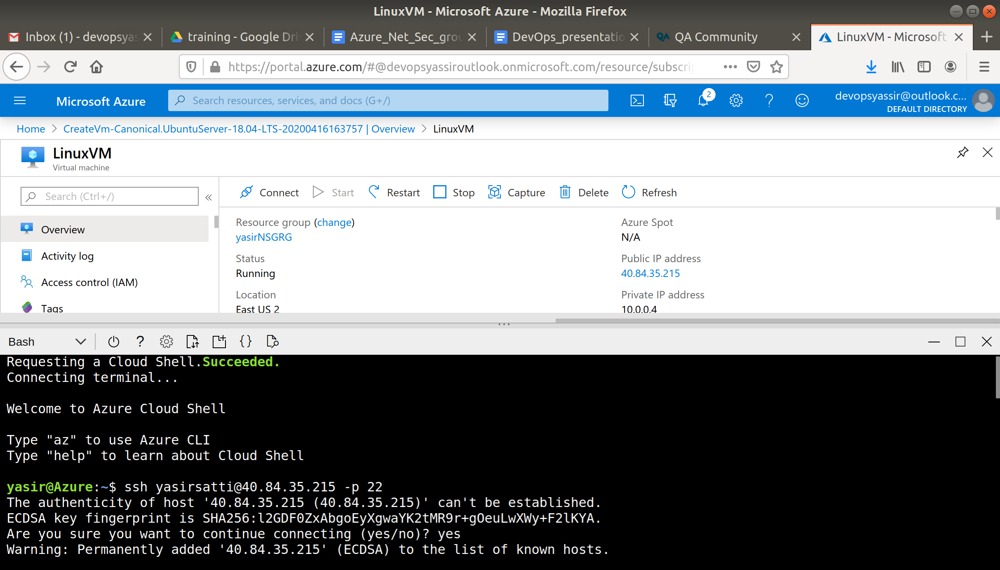 LinuxVM - Microsoft Azure - Mozilla Firefox
Inbox (1) - devopsyas
training - Google Dri
Azure_Net_Sec_grou
DevOps_presentatio
QA Community
LinuxVM - Microsoft
https://portal.azure.com/#@devopsyassiroutlook.onmicrosoft.com/resource/subscrip
Microsoft Azure
Search resources, services, and docs (G+/)
2
devopsyassir@outlook.c...
DEFAULT DIRECTORY
Home > CreateVm-Canonical.UbuntuServer-18.04-LTS-20200416163757 | Overview > LinuxVM
LinuxVM
Virtual machine
Search (Ctrl+/)
«
Overview
Activity log
Access control (IAM)
Tags
Connect
Start
Restart
Stop
Capture
Delete
Refresh
Resource group (change)
yasirNSGRG
Status
Running
Location
East US 2
Azure Spot
N/A
Public IP address
40.84.35.215
Private IP address
10.0.0.4
Bash
Requesting a Cloud Shell.Succeeded.
Connecting terminal...
Welcome to Azure Cloud Shell
Type "az" to use Azure CLI
Type "help" to learn about Cloud Shell
yasir@Azure:~$ ssh yasirsatti@40.84.35.215 -p 22
The authenticity of host '40.84.35.215 (40.84.35.215)' can't be established.
ECDSA key fingerprint is SHA256:l2GDF0ZxAbgoEyXgwaYK2tMR9r+gOeuLwXWy+F2lKYA.
Are you sure you want to continue connecting (yes/no)? yes
Warning: Permanently added '40.84.35.215' (ECDSA) to the list of known hosts.